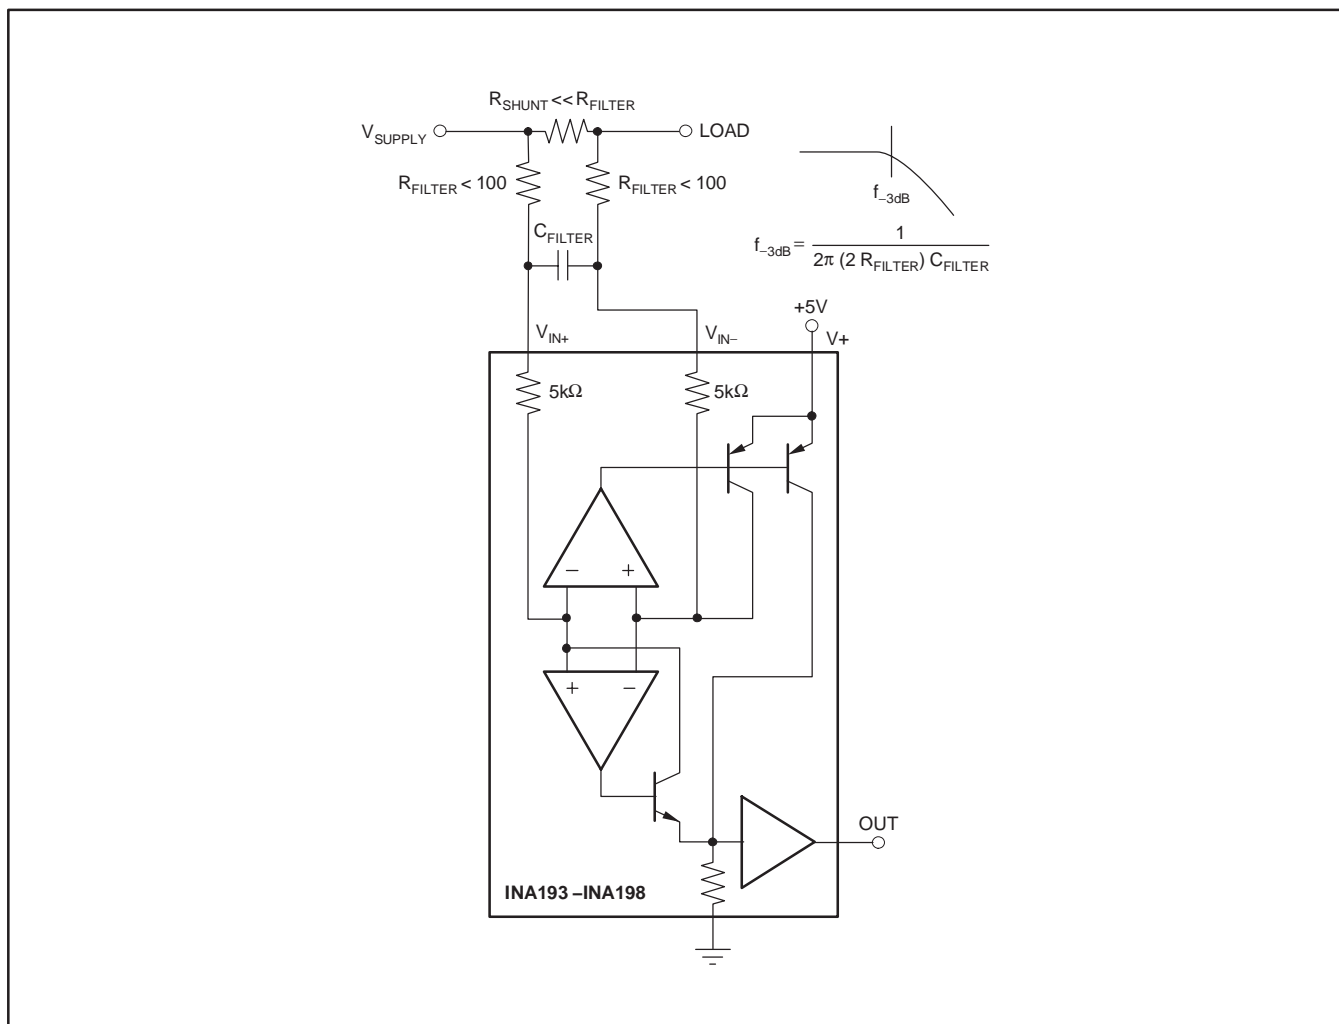 R_SHUNT << R_FILTER
V_SUPPLY
LOAD
R_FILTER < 100
R_FILTER < 100
f_−3dB
C_FILTER
f_−3dB = 1
2π (2 R_FILTER) C_FILTER
+5V
V_IN+
V_IN−
V+
5kΩ
5kΩ
− +
+ −
OUT
INA193 −INA198